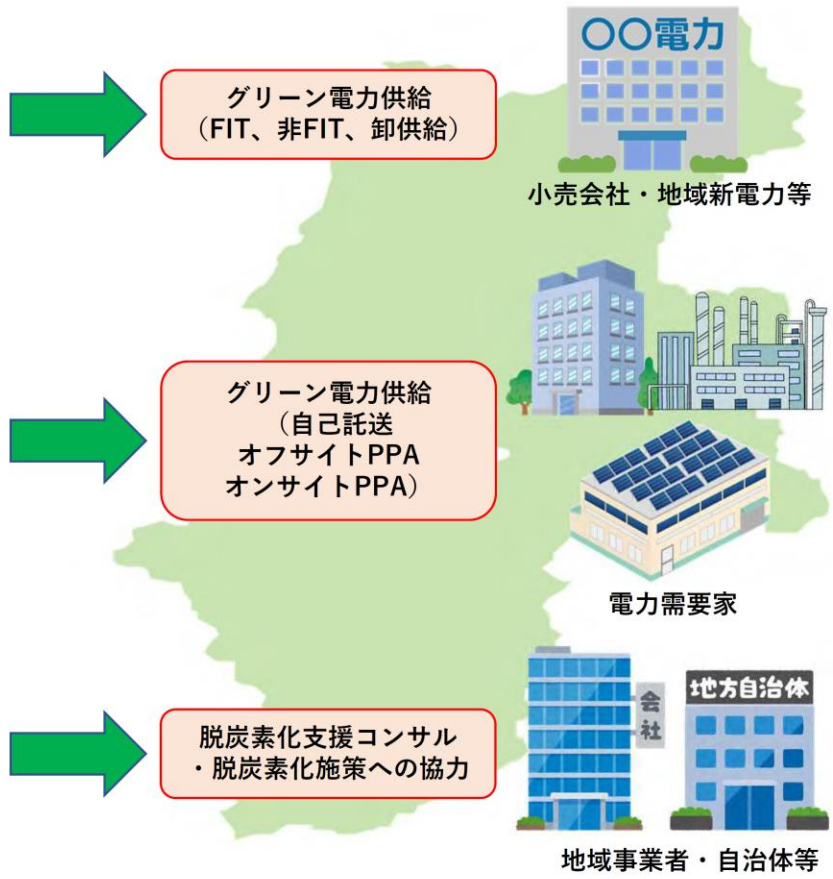 〇〇電力
グリーン電力供給
（FIT、非FIT、卸供給）
小売会社・地域新電力等
グリーン電力供給
（自己託送
オフサイトPPA
オンサイトPPA）
電力需要家
会社
地方自治体
脱炭素化支援コンサル
・脱炭素化施策への協力
地域事業者・自治体等